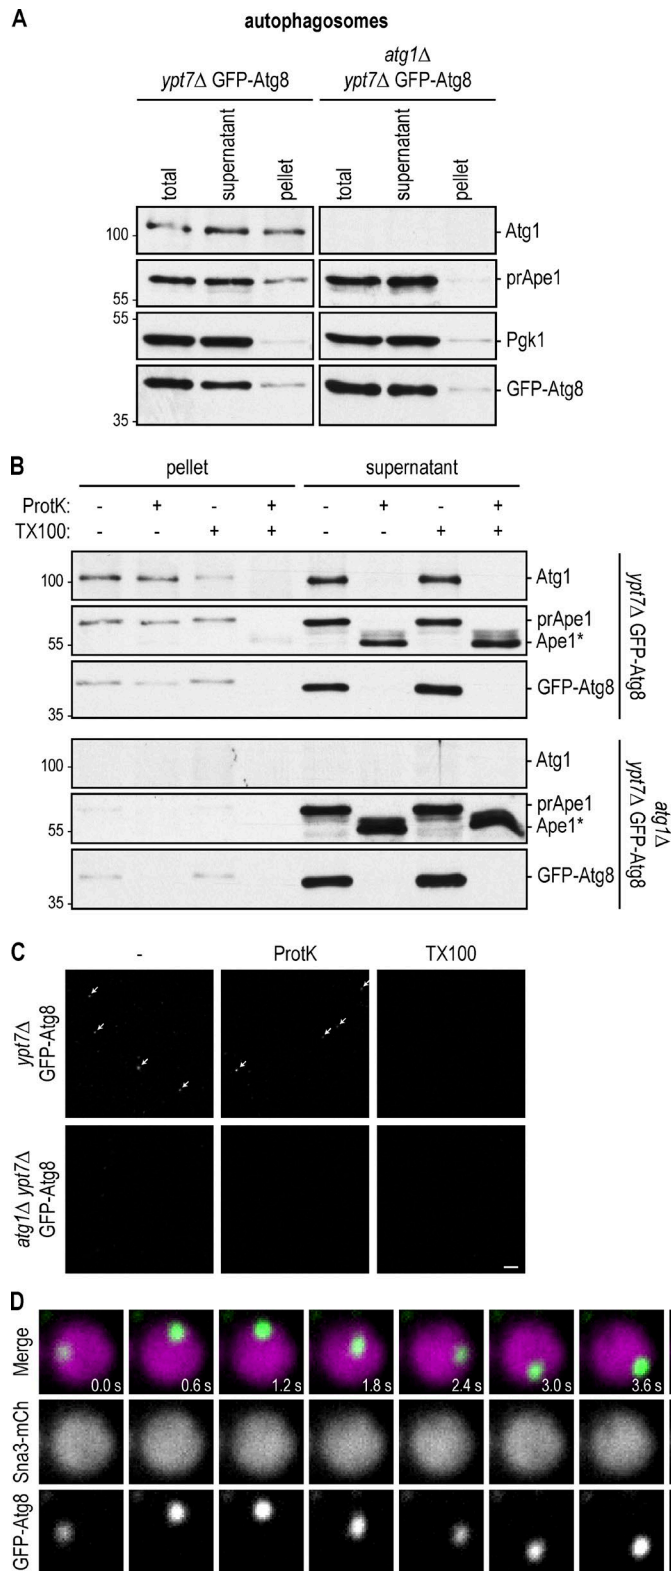 A
autophagosomes
ypt7Δ GFP-Atg8
atg1Δ
ypt7Δ GFP-Atg8
total
supernatant
pellet
total
supernatant
pellet
100
Atg1
prApe1
55
55
Pgk1
GFP-Atg8
35
B
pellet
supernatant
ProtK: - + - + - + - +
TX100: - - + + - - + +
100
Atg1
prApe1
55
Ape1*
GFP-Atg8
35
ypt7Δ GFP-Atg8
Atg1
100
prApe1
55
Ape1*
GFP-Atg8
35
atg1Δ
ypt7Δ GFP-Atg8
C
-
ProtK
TX100
ypt7Δ
GFP-Atg8
atg1Δ ypt7Δ
GFP-Atg8
D
Merge
0.0 s
0.6 s
1.2 s
1.8 s
2.4 s
3.0 s
3.6 s
Sna3-mCh
GFP-Atg8